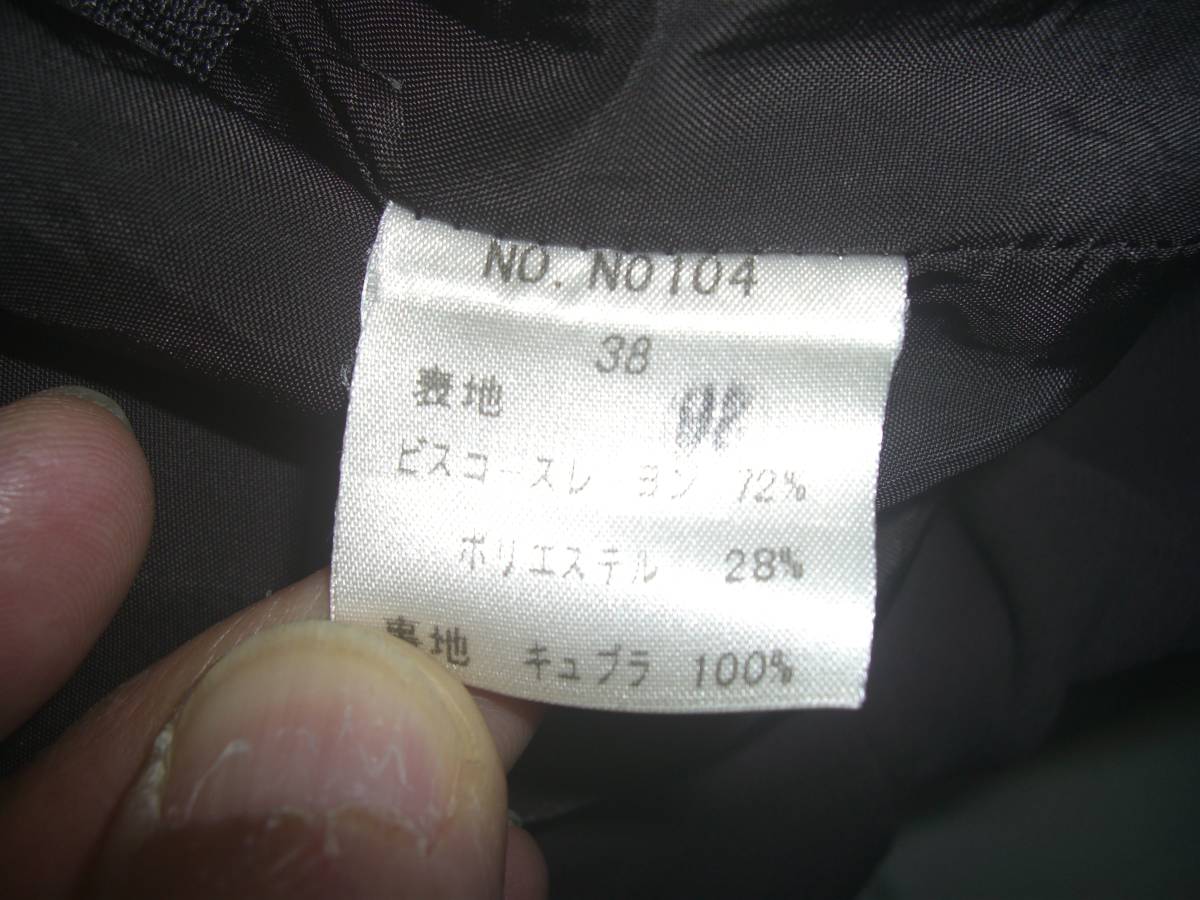 NO. No104
38
表地
ビスコースレーヨン 72%
ポリエステル 28%
裏地 キュプラ 100%